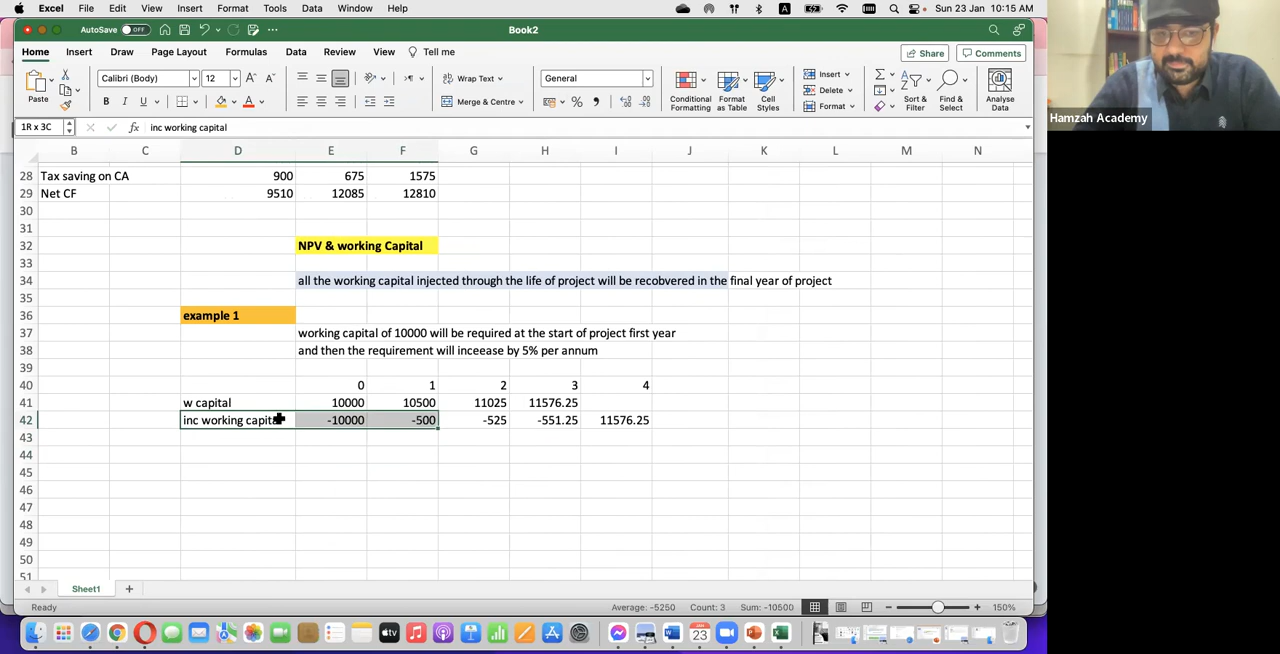 Excel File Edit View Insert Format Tools Data Window Help A Sun 23 Jan 10:15 AM
AutoSave OFF Book2
Home Insert Draw Page Layout Formulas Data Review View Tell me Share Comments
Paste Calibri (Body) 12 A A Wrap Text General Conditional Formatting Format as Table Cell Styles Insert Delete Format Sort & Filter Find & Select Analyse Data
B I U A Merge & Centre %
1R x 3C fx inc working capital
B C D E F G H I J K L M N
28 Tax saving on CA 900 675 1575
29 Net CF 9510 12085 12810
30
31
32 NPV & working Capital
33
34 all the working capital injected through the life of project will be recobvered in the final year of project
35
36 example 1
37 working capital of 10000 will be required at the start of project first year
38 and then the requirement will inceease by 5% per annum
39
40 0 1 2 3 4
41 w capital 10000 10500 11025 11576.25
42 inc working capital -10000 -500 -525 -551.25 11576.25
43
44
45
46
47
48
49
50
51
Sheet1
Ready Average: -5250 Count: 3 Sum: -10500 150%
Hamzah Academy